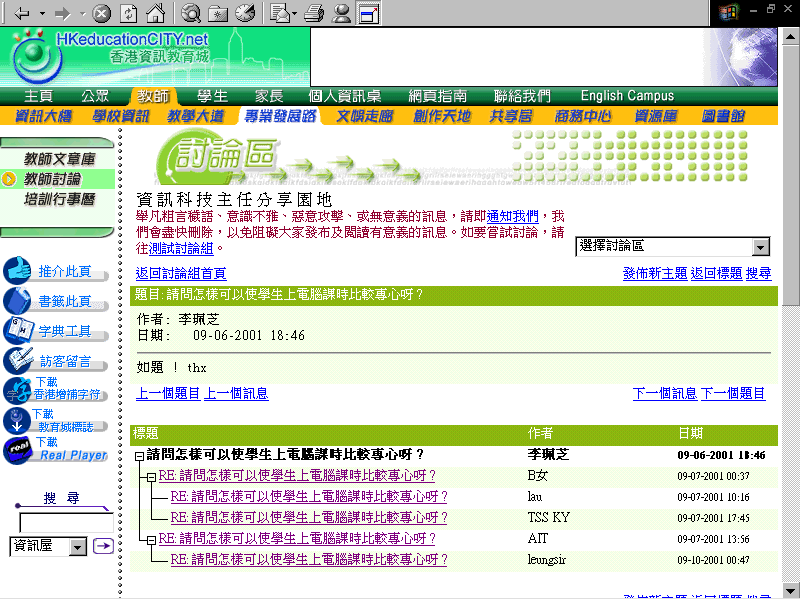 HKeducationCITY.net
香港資訊教育城
主頁 公眾 教師 學生 家長 個人資訊桌 網頁指南 聯絡我們 English Campus
資訊大樓 學校資訊 教學大道 專業發展路 文娛走廊 創作天地 共享居 商務中心 資源庫 圖書館
教師文章庫
教師討論
培訓行事曆
討論區
資訊科技主任分享園地
舉凡粗言穢語、意識不雅、惡意攻擊、或無意義的訊息，請即通知我們，我
們會盡快刪除，以免阻礙大家發布及閱讀有意義的訊息。如要嘗試討論，請
往測試討論組。
選擇討論區
返回討論組首頁
發佈新主題 返回標題 搜尋
題目:請問怎樣可以使學生上電腦課時比較專心呀？
作者: 李珮芝
日期: 09-06-2001 18:46
如題 ! thx
上一個題目 上一個訊息
下一個訊息 下一個題目
推介此頁
書籤此頁
字典工具
訪客留言
下載
香港增補字符
下載
教育城標誌
real
下載
Real Player
搜 尋
資訊屋
標題 作者 日期
請問怎樣可以使學生上電腦課時比較專心呀？ 李珮芝 09-06-2001 18:46
RE: 請問怎樣可以使學生上電腦課時比較專心呀？ B女 09-07-2001 00:37
RE: 請問怎樣可以使學生上電腦課時比較專心呀？ lau 09-07-2001 10:16
RE: 請問怎樣可以使學生上電腦課時比較專心呀？ TSS KY 09-07-2001 17:45
RE: 請問怎樣可以使學生上電腦課時比較專心呀？ AIT 09-07-2001 13:56
RE: 請問怎樣可以使學生上電腦課時比較專心呀？ leungsir 09-10-2001 00:47
發佈新主題 返回標題 搜尋